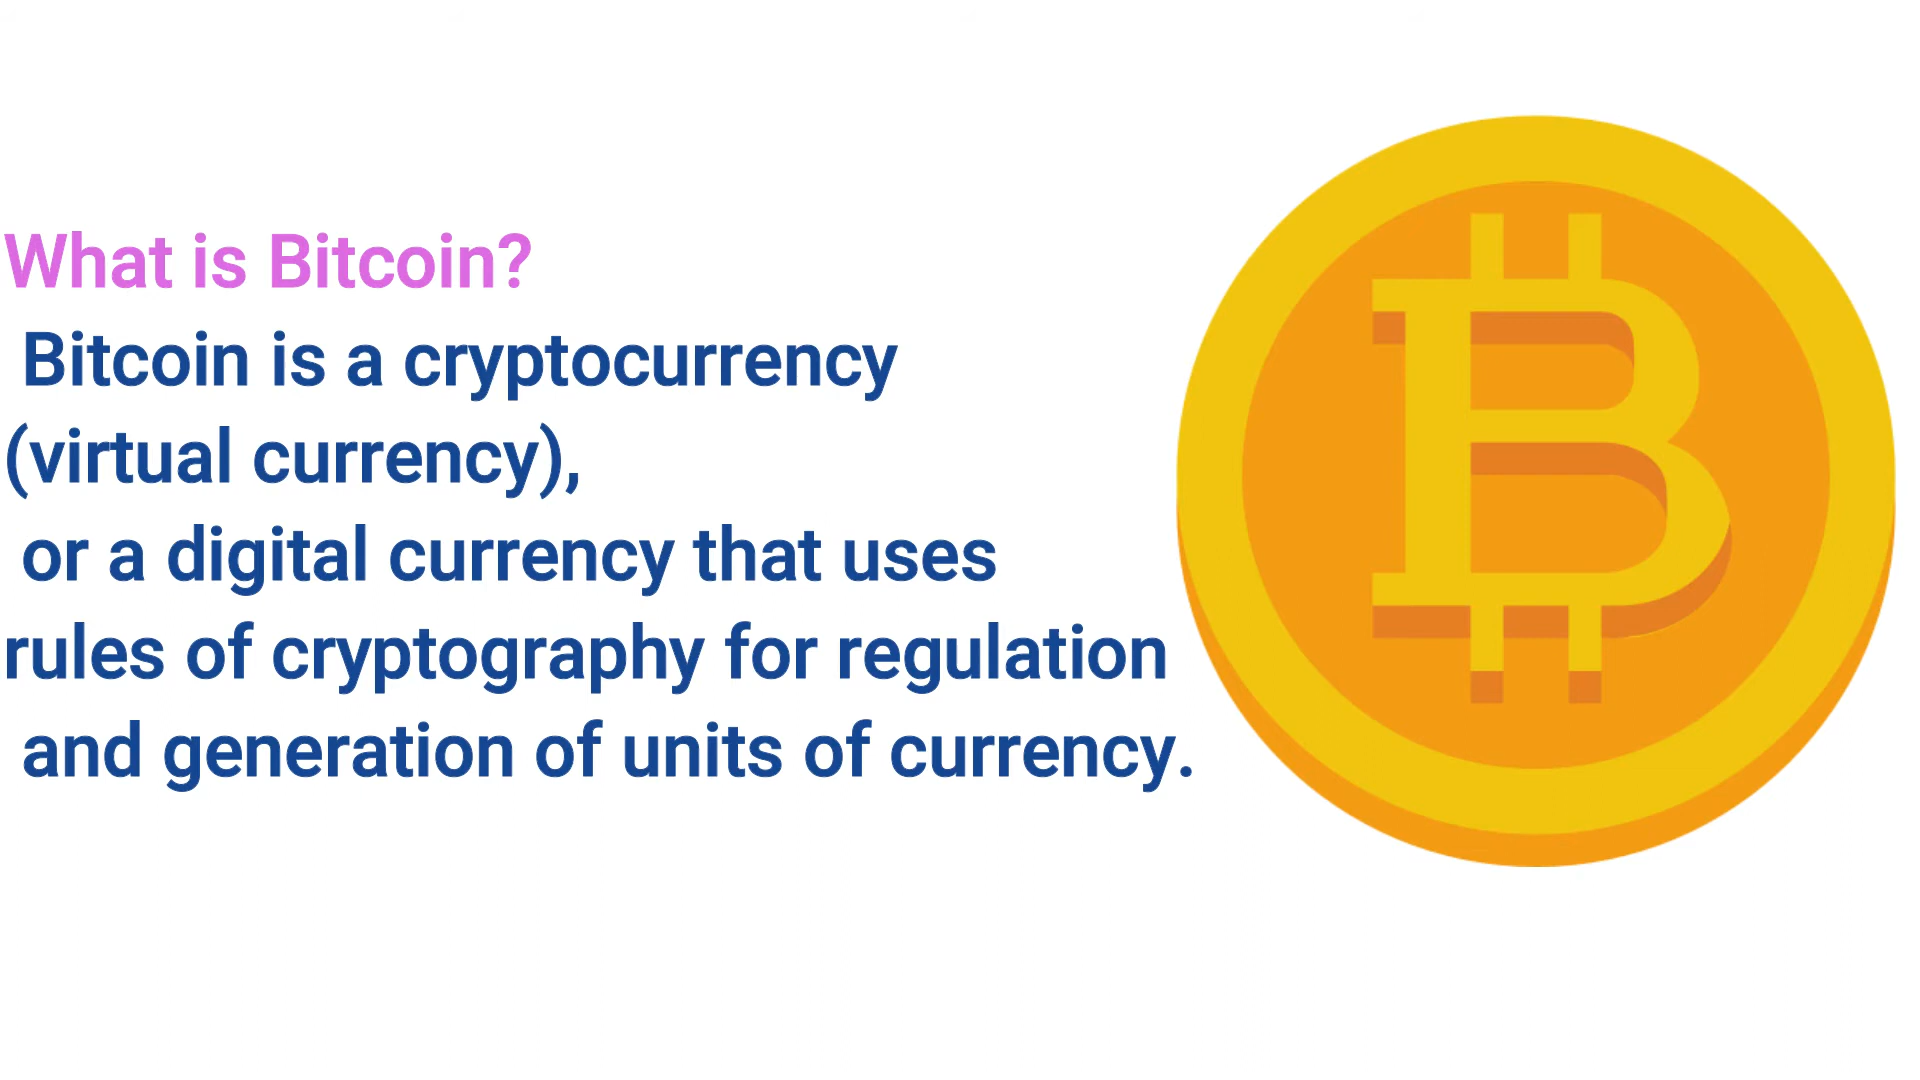 What is Bitcoin?
Bitcoin is a cryptocurrency
(virtual currency),
or a digital currency that uses
rules of cryptography for regulation
and generation of units of currency.